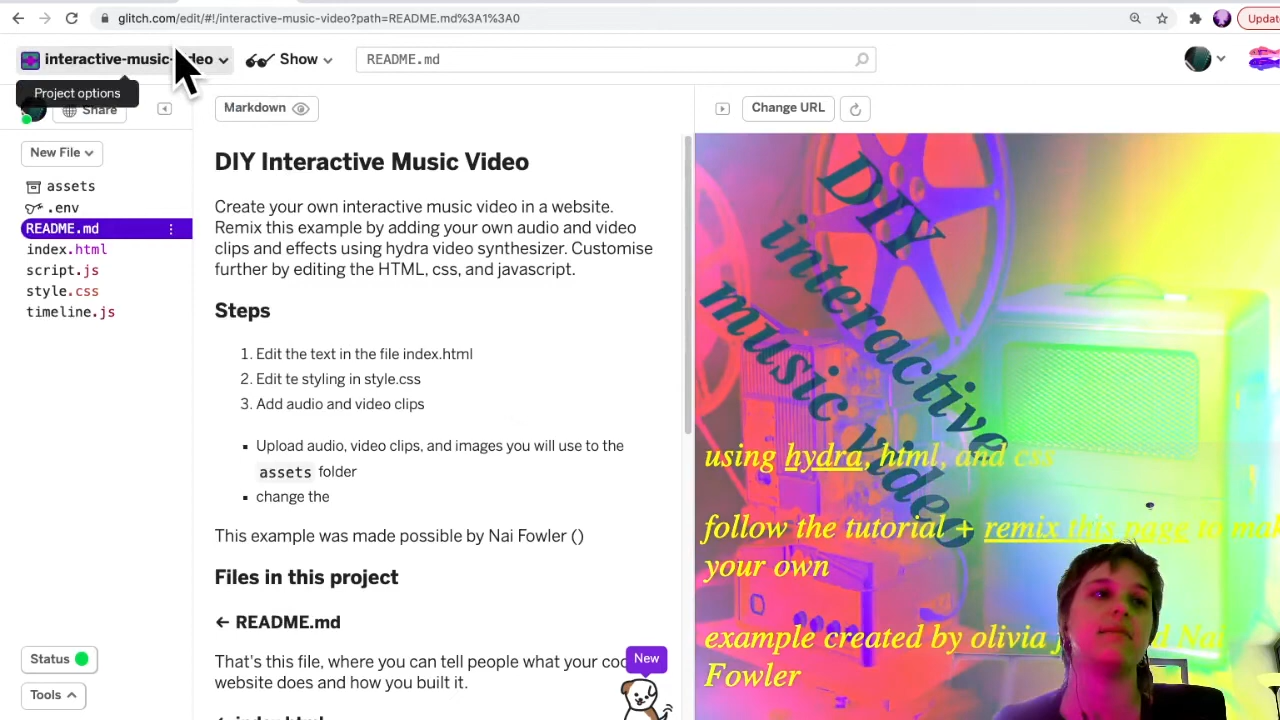 glitch.com/edit/#!/interactive-music-video?path=README.md%3A1%3A0
Update
interactive-music-video
Show
README.md
Project options
Share
Markdown
Change URL
New File
assets
.env
README.md
index.html
script.js
style.css
timeline.js
Status
Tools
DIY Interactive Music Video
Create your own interactive music video in a website.
Remix this example by adding your own audio and video
clips and effects using hydra video synthesizer. Customise
further by editing the HTML, css, and javascript.
Steps
1. Edit the text in the file index.html
2. Edit te styling in style.css
3. Add audio and video clips
▪ Upload audio, video clips, and images you will use to the
assets folder
▪ change the
This example was made possible by Nai Fowler ()
Files in this project
← README.md
That's this file, where you can tell people what your
website does and how you built it.
← index.html
New
DIY
interactive
music video
using hydra, html, and css
follow the tutorial + remix this page to
your own
example created by olivia
Fowler